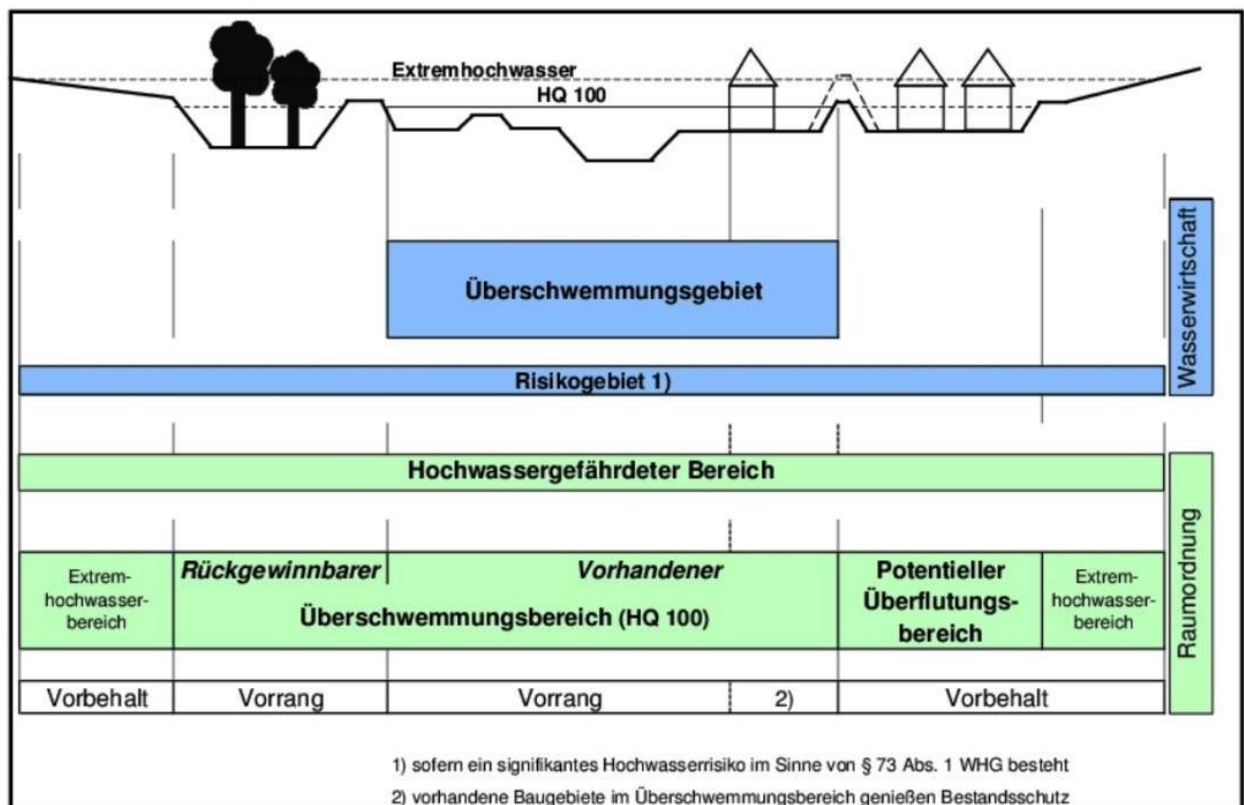 Extremhochwasser
HQ 100
Überschwemmungsgebiet
Wasserwirtschaft
Risikogebiet 1)
Hochwassergefährdeter Bereich
Raumordnung
Extrem-
hochwasser-
bereich
Rückgewinnbarer
Vorhandener
Überschwemmungsbereich (HQ 100)
Potentieller
Überflutungs-
bereich
Extrem-
hochwasser-
bereich
Vorbehalt
Vorrang
Vorrang
2)
Vorbehalt
1) sofern ein signifikantes Hochwasserrisiko im Sinne von § 73 Abs. 1 WHG besteht
2) vorhandene Baugebiete im Überschwemmungsbereich genießen Bestandsschutz